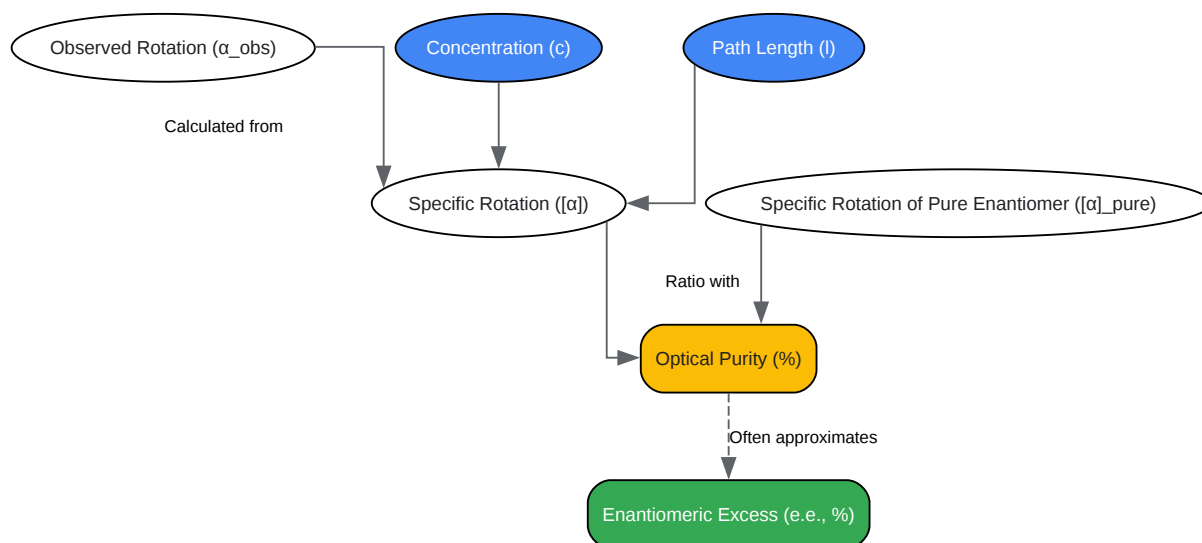 Observed Rotation (α_obs)
Concentration (c)
Path Length (l)
Calculated from
Specific Rotation ([α])
Specific Rotation of Pure Enantiomer ([α]_pure)
Ratio with
Optical Purity (%)
Often approximates
Enantiomeric Excess (e.e., %)